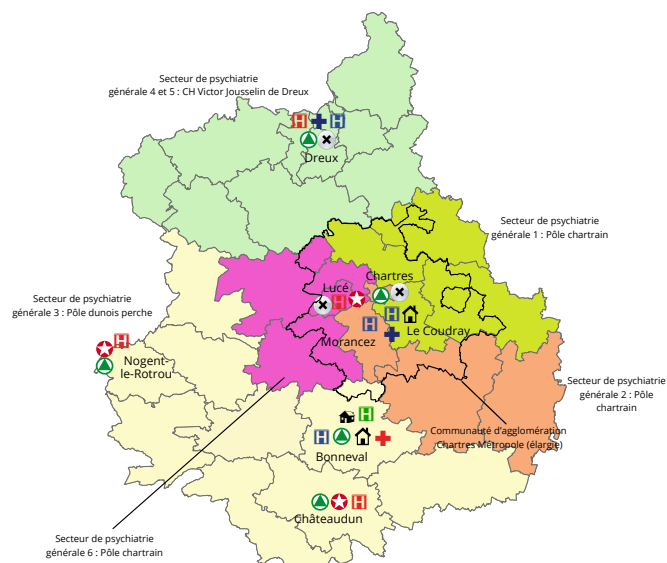 Secteur de psychiatrie
générale 4 et 5 : CH Victor Jousselin de Dreux
Dreux
Secteur de psychiatrie
générale 1 : Pôle chartrain
Chartres
Lucé
Le Coudray
Morancez
Secteur de psychiatrie
générale 3 : Pôle dunois perche
Nogent-
le-Rotrou
Secteur de psychiatrie
générale 2 : Pôle
chartrain
Communauté d'agglomération
Chartres Métropole (élargie)
Bonneval
Châteaudun
Secteur de psychiatrie
générale 6 : Pôle chartrain